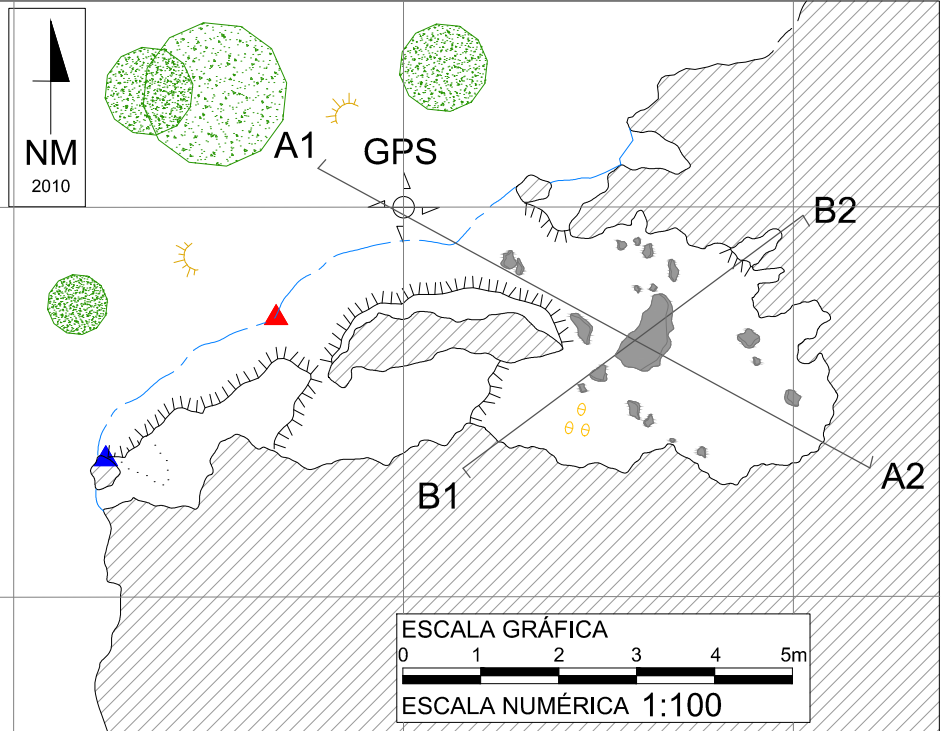 NM
2010
A1
GPS
B2
B1
A2
ESCALA GRÁFICA
0 1 2 3 4 5m
ESCALA NUMÉRICA 1:100